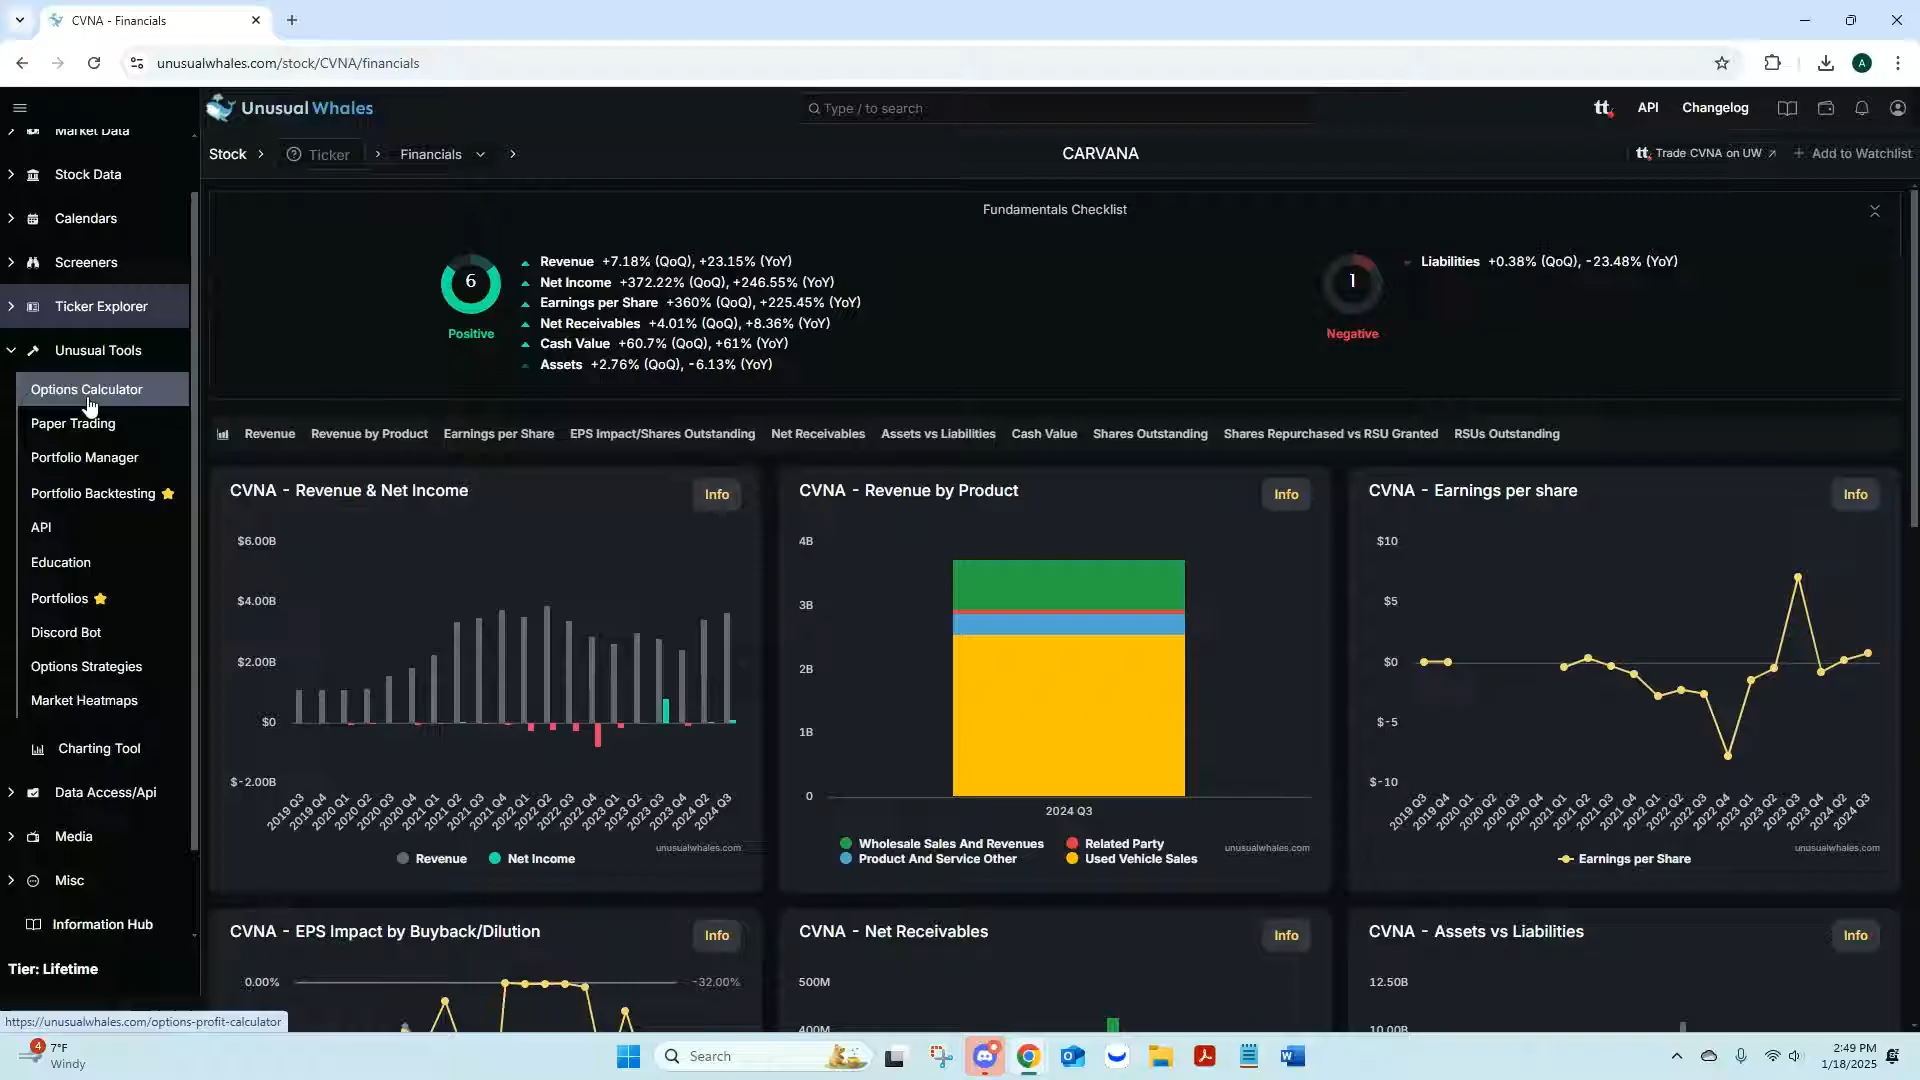 CVNA - Financials
unusualwhales.com/stock/CVNA/financials
A
Unusual Whales
Type / to search
tt
API
Changelog
Stock
Ticker
Financials
CARVANA
tt Trade CVNA on UW
+ Add to Watchlist
Market Data
Stock Data
Calendars
Screeners
Ticker Explorer
Unusual Tools
Options Calculator
Paper Trading
Portfolio Manager
Portfolio Backtesting
API
Education
Portfolios
Discord Bot
Options Strategies
Market Heatmaps
Charting Tool
Data Access/Api
Media
Misc
Information Hub
Tier: Lifetime
Fundamentals Checklist
6
Positive
Revenue +7.18% (QoQ), +23.15% (YoY)
Net Income +372.22% (QoQ), +246.55% (YoY)
Earnings per Share +360% (QoQ), +225.45% (YoY)
Net Receivables +4.01% (QoQ), +8.36% (YoY)
Cash Value +60.7% (QoQ), +61% (YoY)
Assets +2.76% (QoQ), -6.13% (YoY)
1
Negative
Liabilities +0.38% (QoQ), -23.48% (YoY)
Revenue Revenue by Product Earnings per Share EPS Impact/Shares Outstanding Net Receivables Assets vs Liabilities Cash Value Shares Outstanding Shares Repurchased vs RSU Granted RSUs Outstanding
CVNA - Revenue & Net Income
Info
$6.00B
$4.00B
$2.00B
$0
$-2.00B
2019 Q3 2019 Q4 2020 Q1 2020 Q2 2020 Q3 2020 Q4 2021 Q1 2021 Q2 2021 Q3 2021 Q4 2022 Q1 2022 Q2 2022 Q3 2022 Q4 2023 Q1 2023 Q2 2023 Q3 2023 Q4 2024 Q2 2024 Q3
Revenue Net Income
unusualwhales.com
CVNA - Revenue by Product
Info
4B
3B
2B
1B
0
2024 Q3
Wholesale Sales And Revenues Related Party
Product And Service Other Used Vehicle Sales
unusualwhales.com
CVNA - Earnings per share
Info
$10
$5
$0
$-5
$-10
2019 Q3 2019 Q4 2020 Q1 2020 Q2 2020 Q3 2020 Q4 2021 Q1 2021 Q2 2021 Q3 2021 Q4 2022 Q1 2022 Q2 2022 Q3 2022 Q4 2023 Q1 2023 Q2 2023 Q3 2023 Q4 2024 Q2 2024 Q3
Earnings per Share
unusualwhales.com
CVNA - EPS Impact by Buyback/Dilution
Info
0.00%
-32.00%
CVNA - Net Receivables
Info
500M
400M
CVNA - Assets vs Liabilities
Info
12.50B
10.00B
https://unusualwhales.com/options-profit-calculator
4
7°F
Windy
Search
2:49 PM
1/18/2025